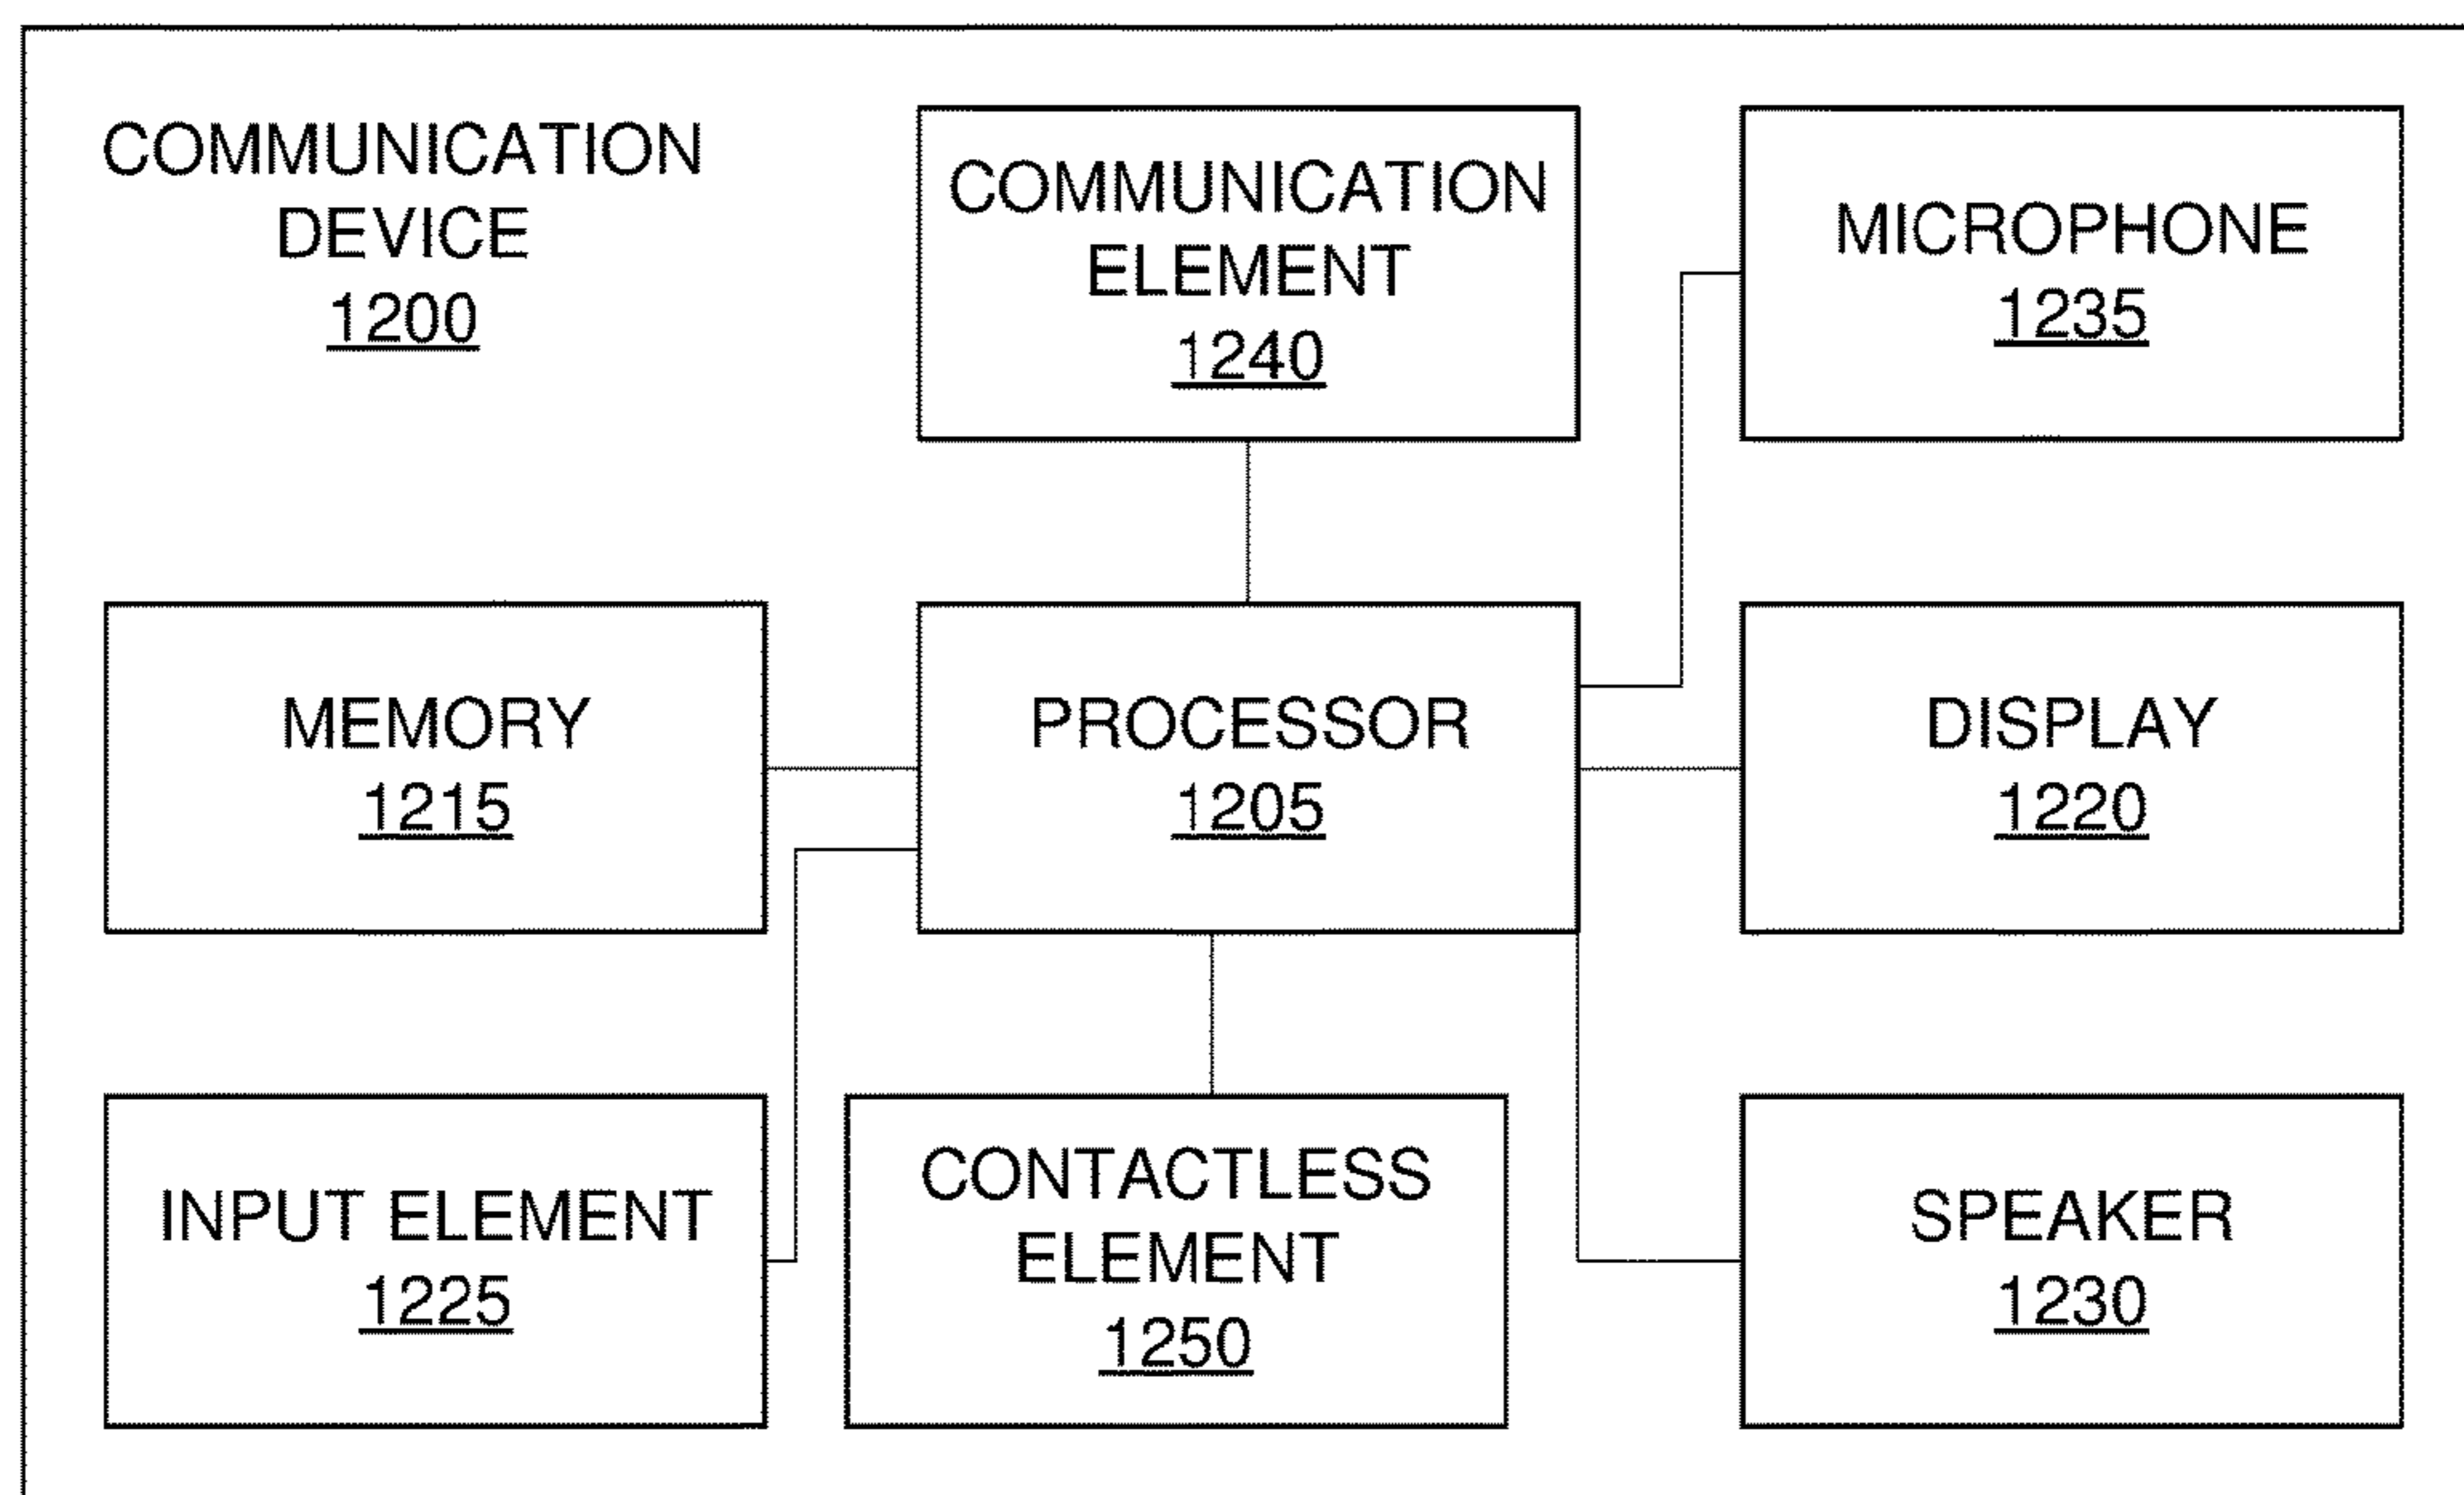 COMMUNICATION
DEVICE
1200
COMMUNICATION
ELEMENT
1240
MICROPHONE
1235
MEMORY
1215
PROCESSOR
1205
DISPLAY
1220
INPUT ELEMENT
1225
CONTACTLESS
ELEMENT
1250
SPEAKER
1230